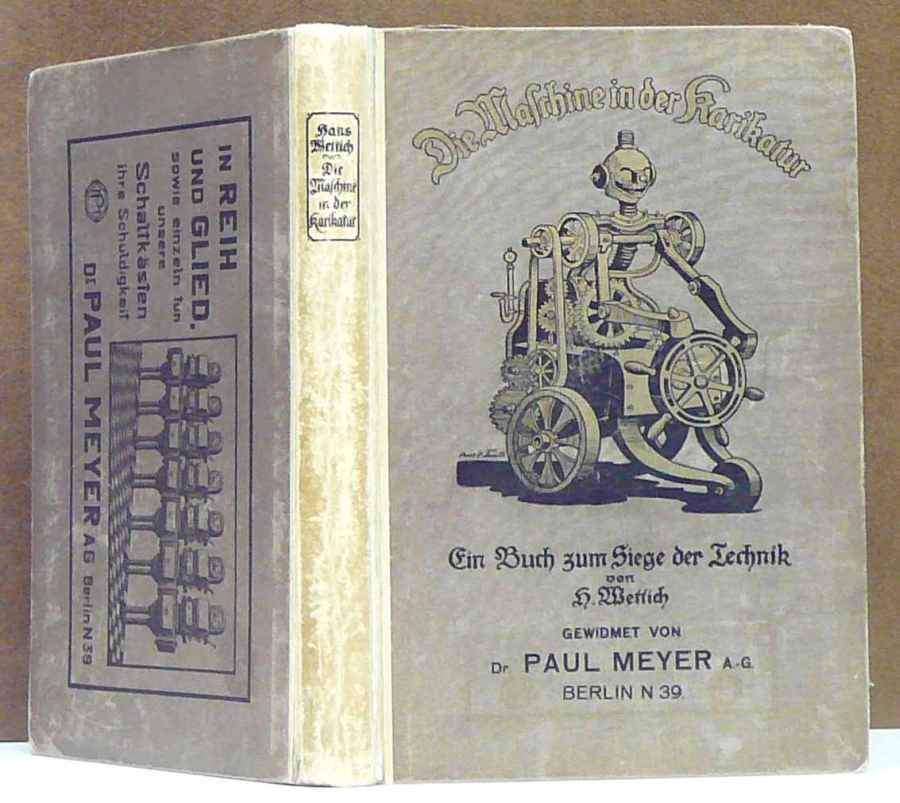 Die Maschine in der Karikatur
Ein Buch zum Siege der Technik
von
H. Wettich
GEWIDMET VON
Dr. PAUL MEYER A.-G.
BERLIN N 39.
Hans
Wettich
Die
Maschine
in der
Karikatur
IN REIH
UND GLIED,
sowie einzeln tun
unsere
Schaltkästen
ihre Schuldigkeit
Dr. PAUL MEYER AG Berlin N 39